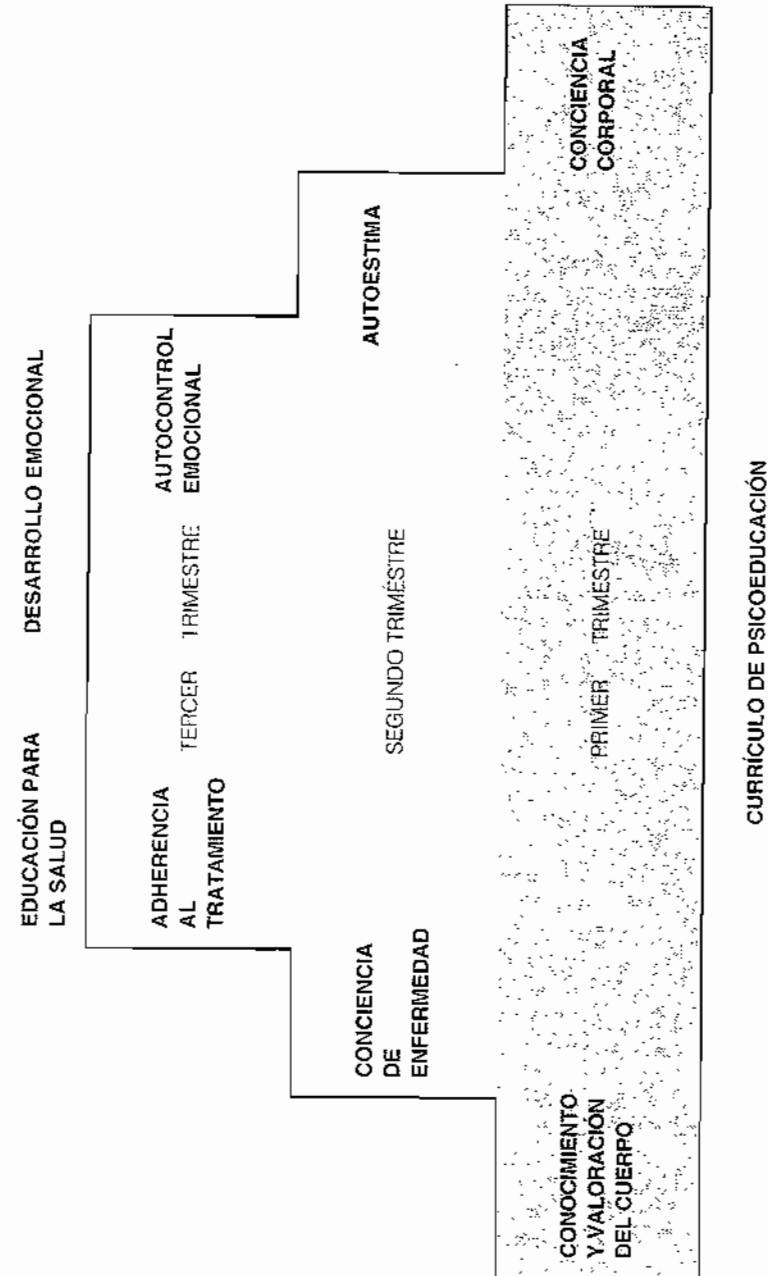 EDUCACIÓN PARA
LA SALUD
DESARROLLO EMOCIONAL
ADHERENCIA
AL
TRATAMIENTO
TERCER TRIMESTRE
AUTOCONTROL
EMOCIONAL
CONCIENCIA
DE
ENFERMEDAD
SEGUNDO TRIMESTRE
AUTOESTIMA
CONOCIMIENTO
Y VALORACIÓN
DEL CUERPO
PRIMER TRIMESTRE
CONCIENCIA
CORPORAL
CURRÍCULO DE PSICOEDUCACIÓN